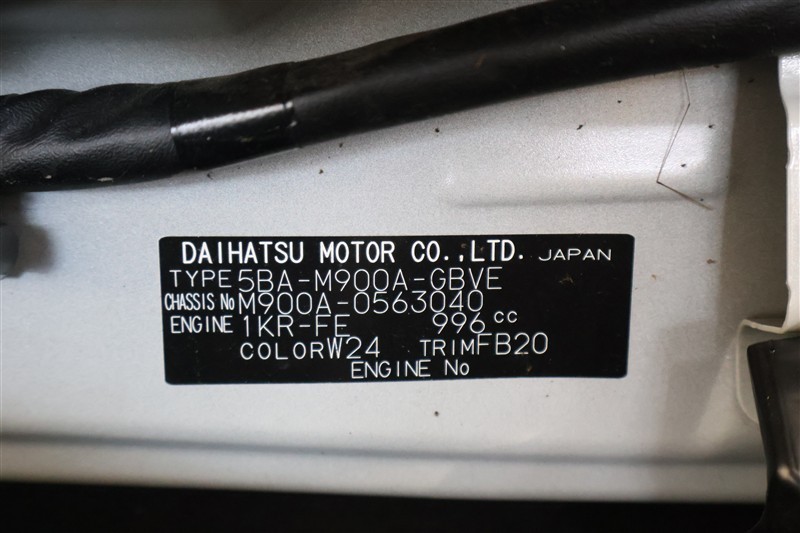 DAIHATSU MOTOR CO.,LTD. JAPAN
TYPE 5BA-M900A-GBVE
CHASSIS No M900A-0563040
ENGINE 1KR-FE 996 cc
COLOR W24 TRIM FB20
ENGINE No